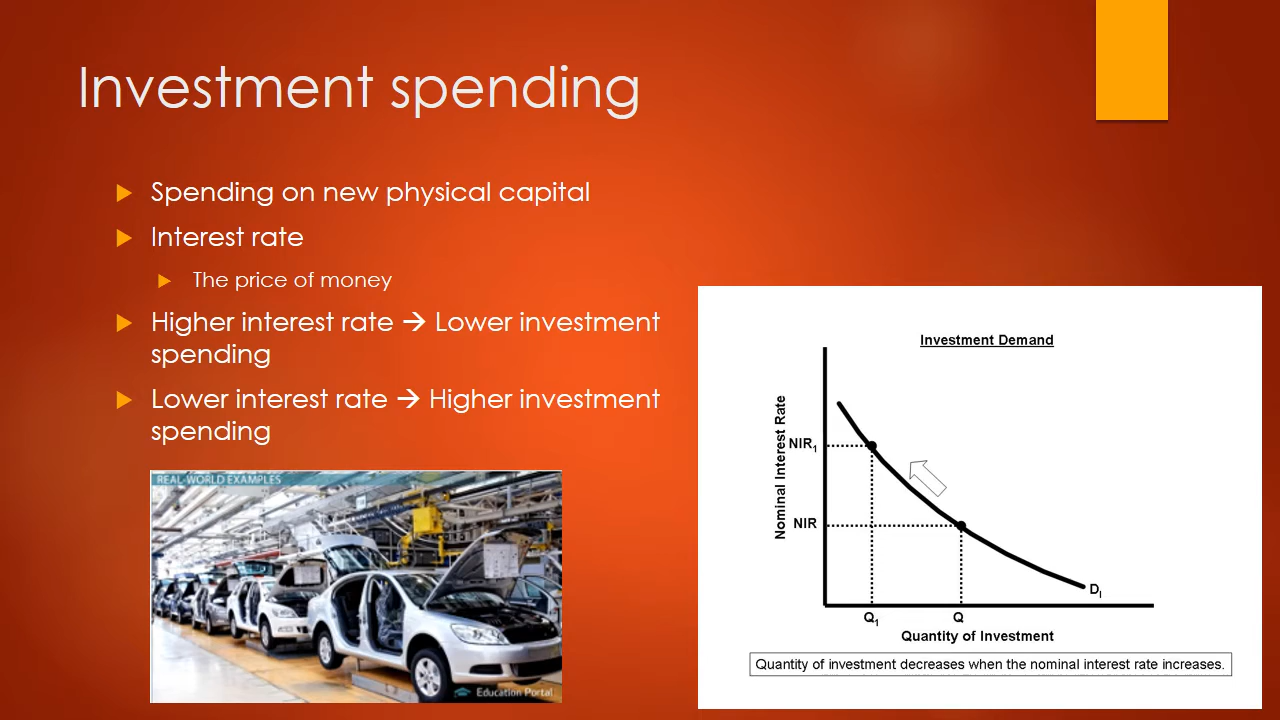 Investment spending
Spending on new physical capital
Interest rate
The price of money
Higher interest rate → Lower investment
spending
Lower interest rate → Higher investment
spending
REAL-WORLD EXAMPLES
Education Portal
Investment Demand
Nominal Interest Rate
NIR₁
NIR
D_I
Q₁ Q
Quantity of Investment
Quantity of investment decreases when the nominal interest rate increases.